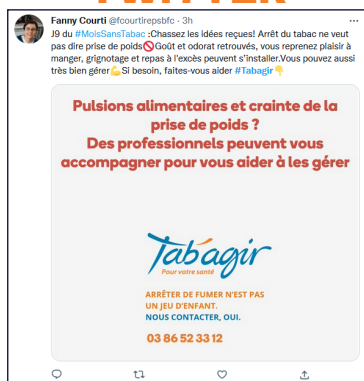 Fanny Courti @fcourtirepsbfc · 3h
J9 du #MoisSansTabac :Chassez les idées reçues! Arrêt du tabac ne veut
pas dire prise de poids🚫Goût et odorat retrouvés, vous reprenez plaisir à
manger, grignotage et repas à l'excès peuvent s'installer.Vous pouvez aussi
très bien gérer💪Si besoin, faites-vous aider #Tabagir👇
Pulsions alimentaires et crainte de la
prise de poids ?
Des professionnels peuvent vous
accompagner pour vous aider à les gérer
Tabagir
Pour votre santé
ARRÊTER DE FUMER N'EST PAS
UN JEU D'ENFANT.
NOUS CONTACTER, OUI.
03 86 52 33 12